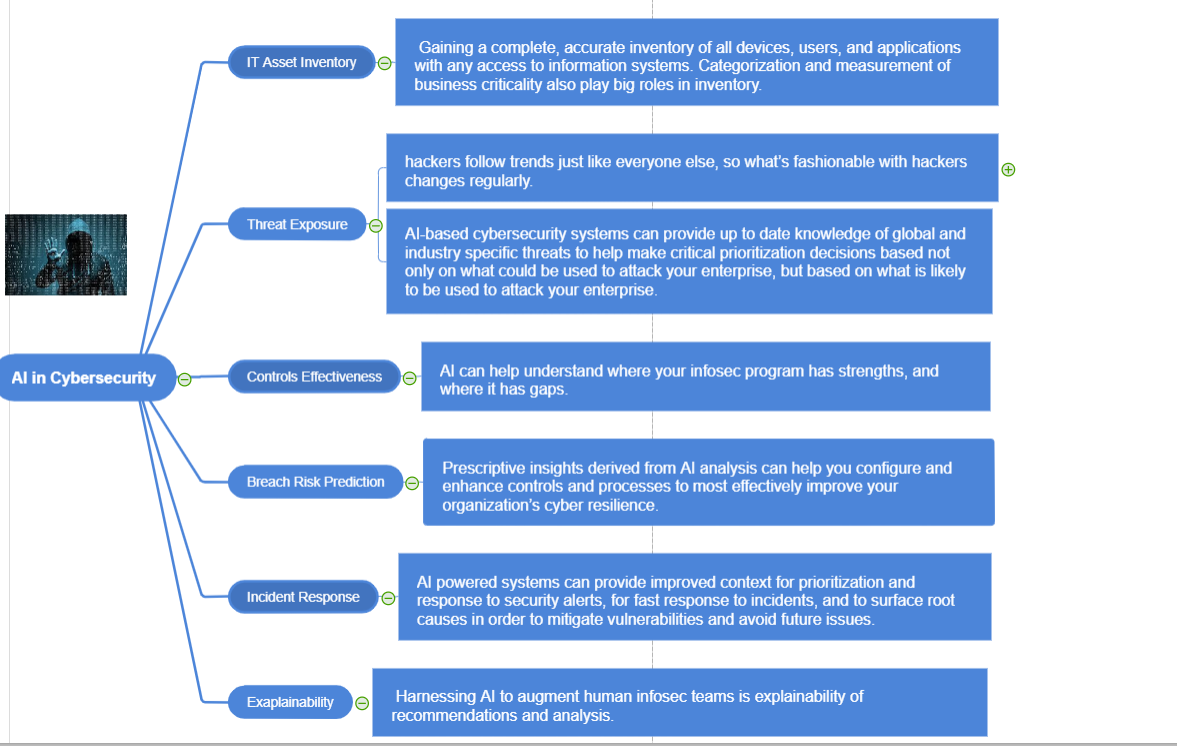 IT Asset Inventory
Gaining a complete, accurate inventory of all devices, users, and applications
with any access to information systems. Categorization and measurement of
business criticality also play big roles in inventory.
Threat Exposure
hackers follow trends just like everyone else, so what's fashionable with hackers
changes regularly.
AI-based cybersecurity systems can provide up to date knowledge of global and
industry specific threats to help make critical prioritization decisions based not
only on what could be used to attack your enterprise, but based on what is likely
to be used to attack your enterprise.
AI in Cybersecurity
Controls Effectiveness
AI can help understand where your infosec program has strengths, and
where it has gaps.
Breach Risk Prediction
Prescriptive insights derived from AI analysis can help you configure and
enhance controls and processes to most effectively improve your
organization's cyber resilience.
Incident Response
AI powered systems can provide improved context for prioritization and
response to security alerts, for fast response to incidents, and to surface root
causes in order to mitigate vulnerabilities and avoid future issues.
Exaplainability
Harnessing AI to augment human infosec teams is explainability of
recommendations and analysis.